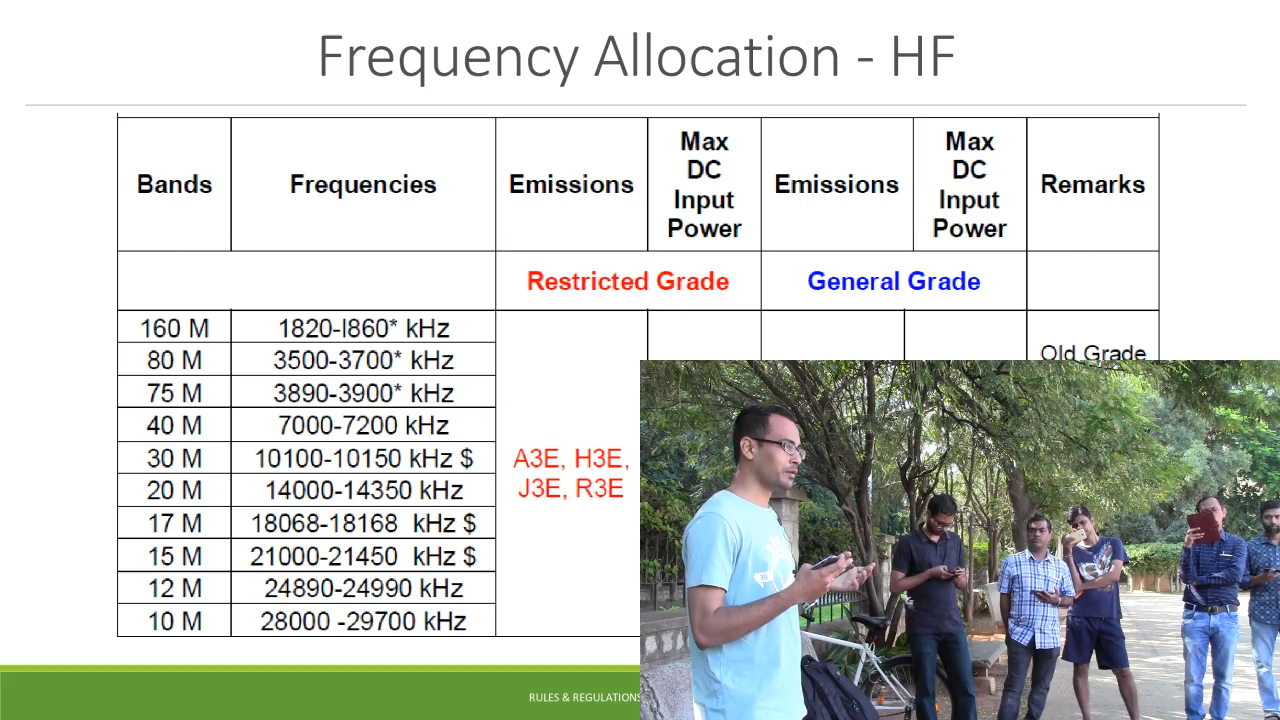 Frequency Allocation - HF
Bands Frequencies Emissions Max DC Input Power Emissions Max DC Input Power Remarks
Restricted Grade General Grade
160 M 1820-I860* kHz
80 M 3500-3700* kHz Old Grade
75 M 3890-3900* kHz
40 M 7000-7200 kHz
30 M 10100-10150 kHz $ A3E, H3E,
20 M 14000-14350 kHz J3E, R3E
17 M 18068-18168 kHz $
15 M 21000-21450 kHz $
12 M 24890-24990 kHz
10 M 28000 -29700 kHz
RULES & REGULATIONS